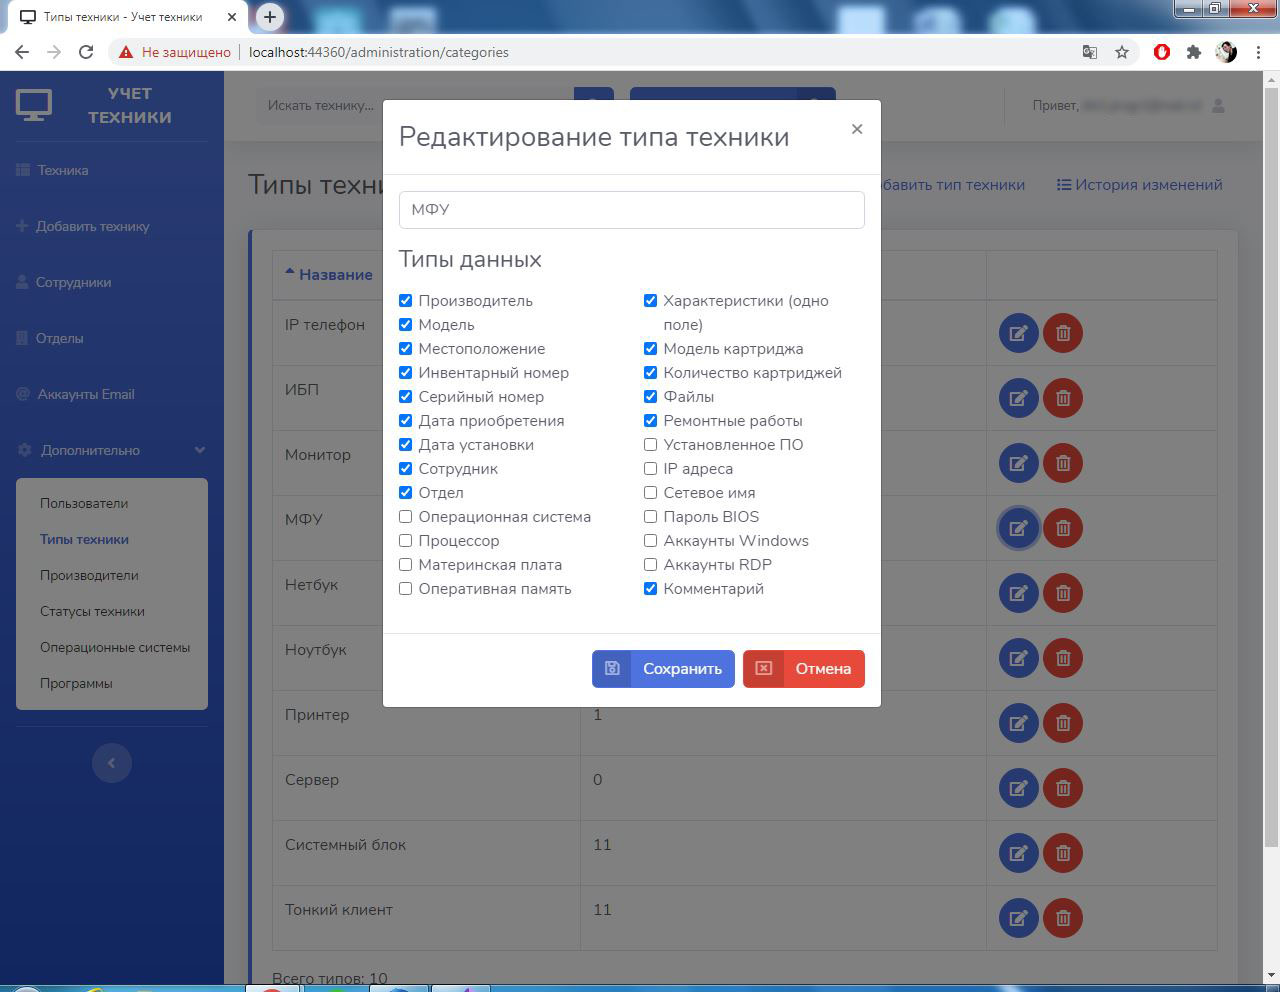 Типы техники - Учет техники
Не защищено
localhost:44360/administration/categories
УЧЕТ
ТЕХНИКИ
Техника
Добавить технику
Сотрудники
Отделы
Аккаунты Email
Дополнительно
Пользователи
Типы техники
Производители
Статусы техники
Операционные системы
Программы
Искать технику...
Привет,
Типы техни
бавить тип техники
История изменений
Название
IP телефон
ИБП
Монитор
МФУ
Нетбук
Ноутбук
Принтер 1
Сервер 0
Системный блок 11
Тонкий клиент 11
Всего типов: 10
Редактирование типа техники
×
МФУ
Типы данных
Производитель
Модель
Местоположение
Инвентарный номер
Серийный номер
Дата приобретения
Дата установки
Сотрудник
Отдел
Операционная система
Процессор
Материнская плата
Оперативная память
Характеристики (одно
поле)
Модель картриджа
Количество картриджей
Файлы
Ремонтные работы
Установленное ПО
IP адреса
Сетевое имя
Пароль BIOS
Аккаунты Windows
Аккаунты RDP
Комментарий
Сохранить
Отмена